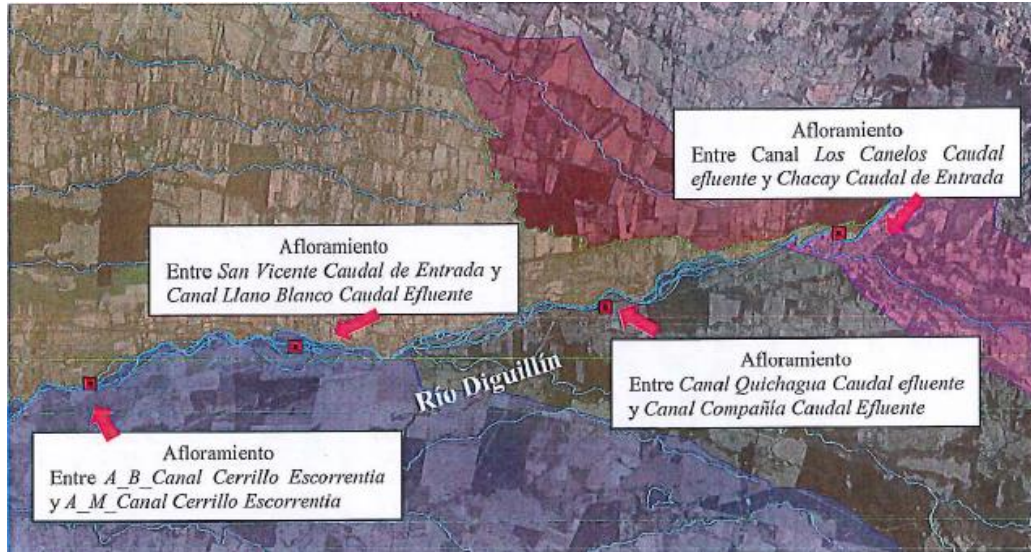 Afloramiento
Entre Canal Los Canelos Caudal
efluente y Chacay Caudal de Entrada
Afloramiento
Entre San Vicente Caudal de Entrada y
Canal Llano Blanco Caudal Efluente
Río Diguillín
Afloramiento
Entre Canal Quichagua Caudal efluente
y Canal Compañía Caudal Efluente
Afloramiento
Entre A_B_Canal Cerrillo Escorrentia
y A_M_Canal Cerrillo Escorrentia